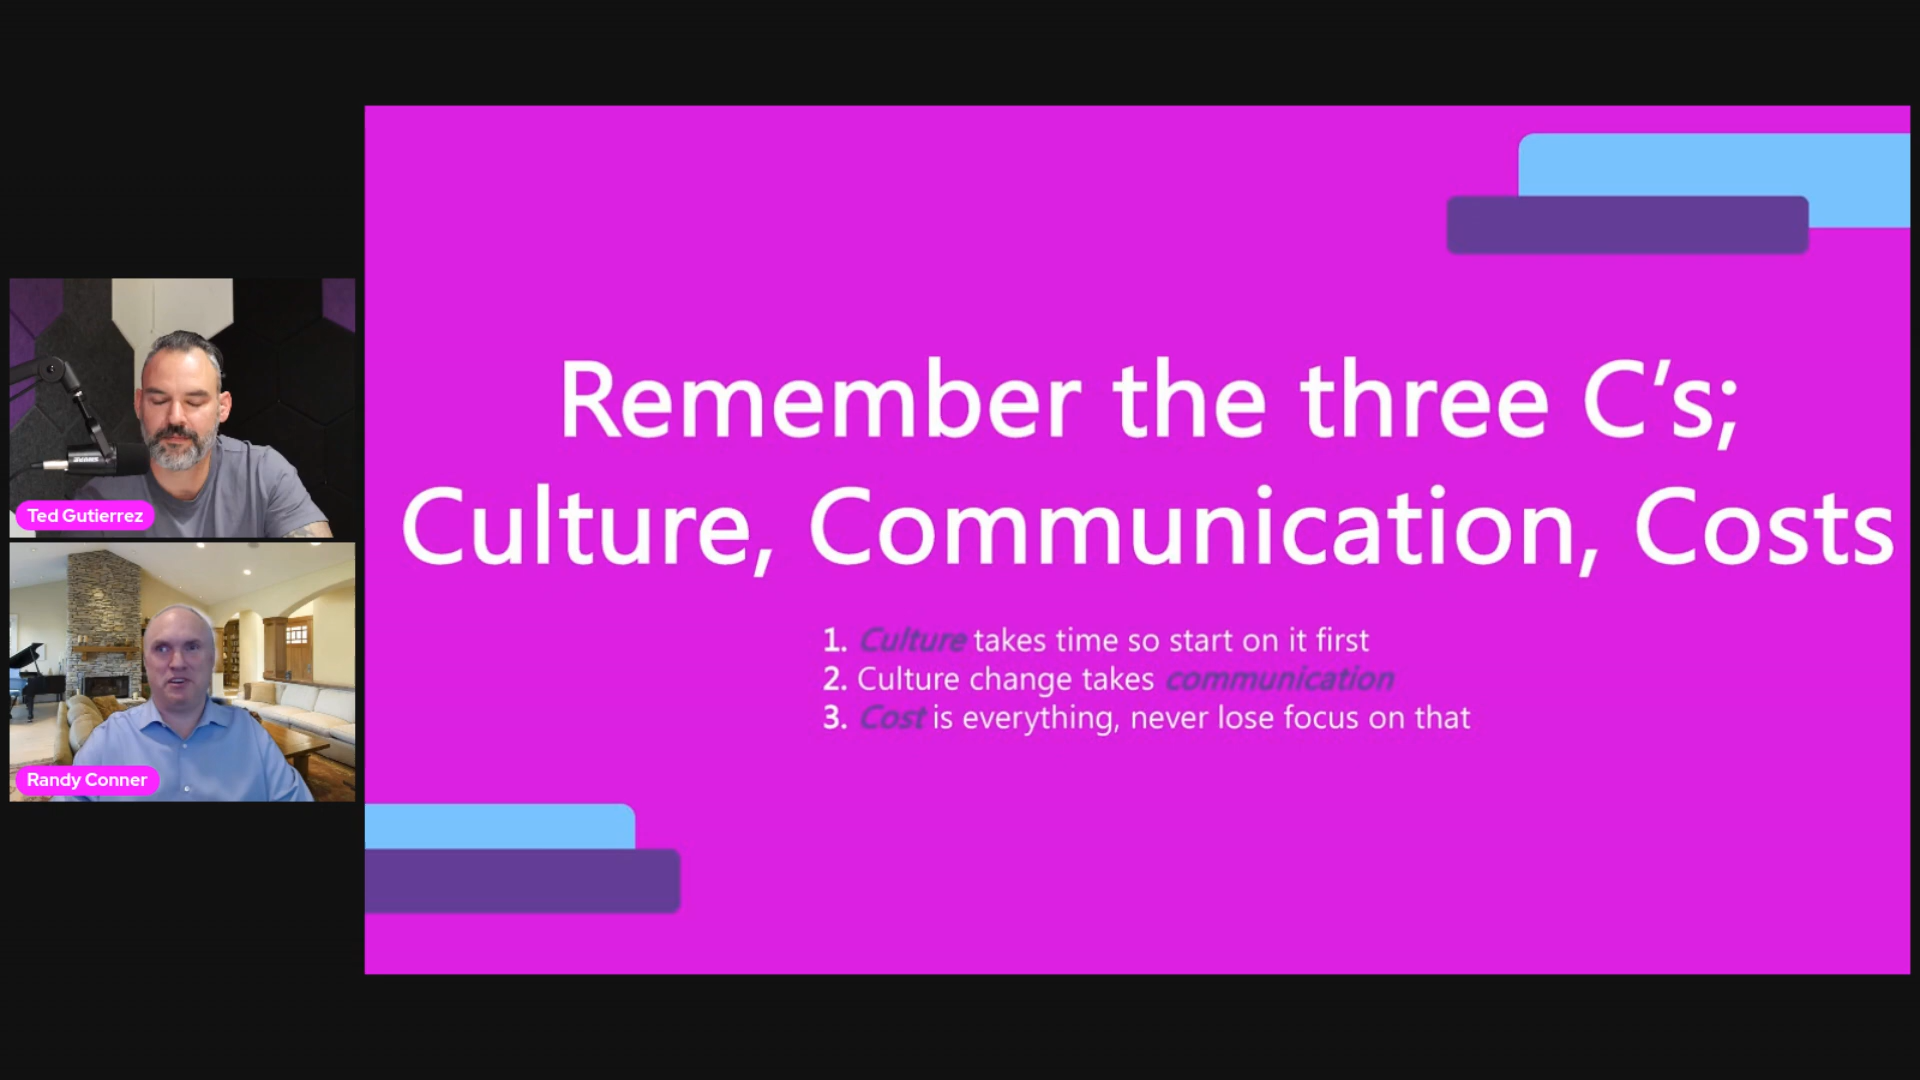 SHURE
Ted Gutierrez
Randy Conner
Remember the three C’s;
Culture, Communication, Costs
1. Culture takes time so start on it first
2. Culture change takes communication
3. Cost is everything, never lose focus on that